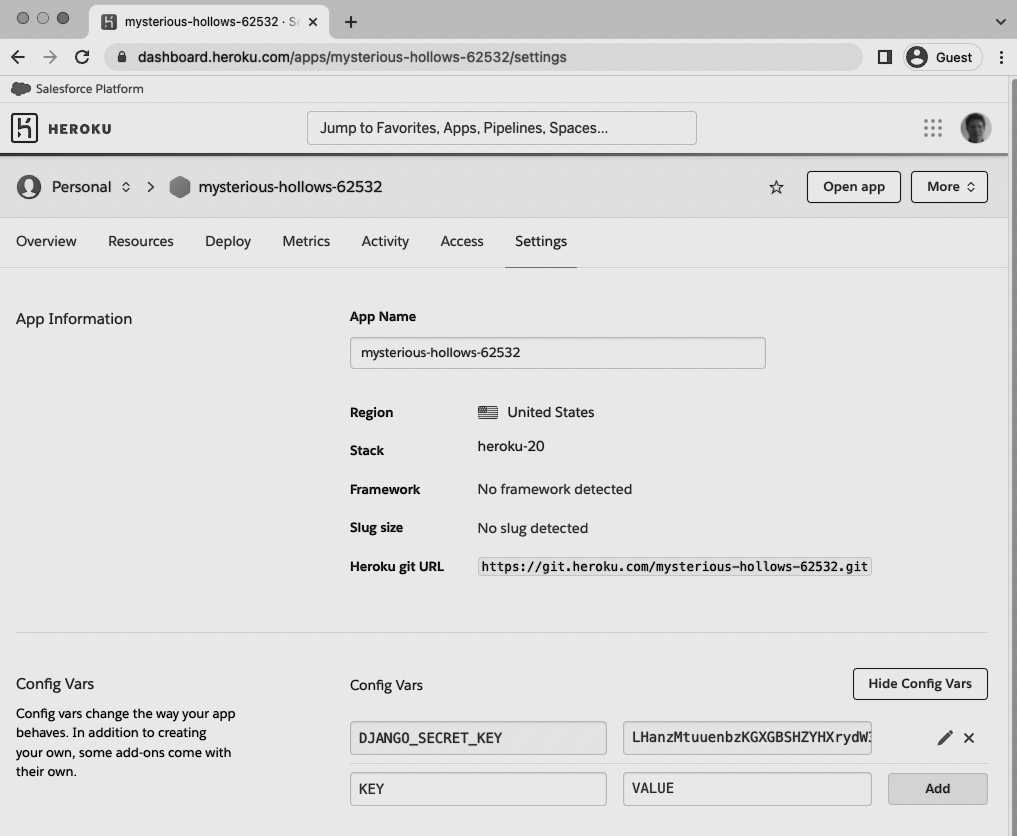 mysterious-hollows-62532 · Se
dashboard.heroku.com/apps/mysterious-hollows-62532/settings
Guest
Salesforce Platform
HEROKU
Jump to Favorites, Apps, Pipelines, Spaces...
Personal
mysterious-hollows-62532
Open app
More
Overview
Resources
Deploy
Metrics
Activity
Access
Settings
App Information
App Name
mysterious-hollows-62532
Region
United States
Stack
heroku-20
Framework
No framework detected
Slug size
No slug detected
Heroku git URL
https://git.heroku.com/mysterious-hollows-62532.git
Config Vars
Config vars change the way your app
behaves. In addition to creating
your own, some add-ons come with
their own.
Config Vars
Hide Config Vars
DJANGO_SECRET_KEY
LHanzMtuuenbzKGXGBSHZYHXrydW
KEY
VALUE
Add